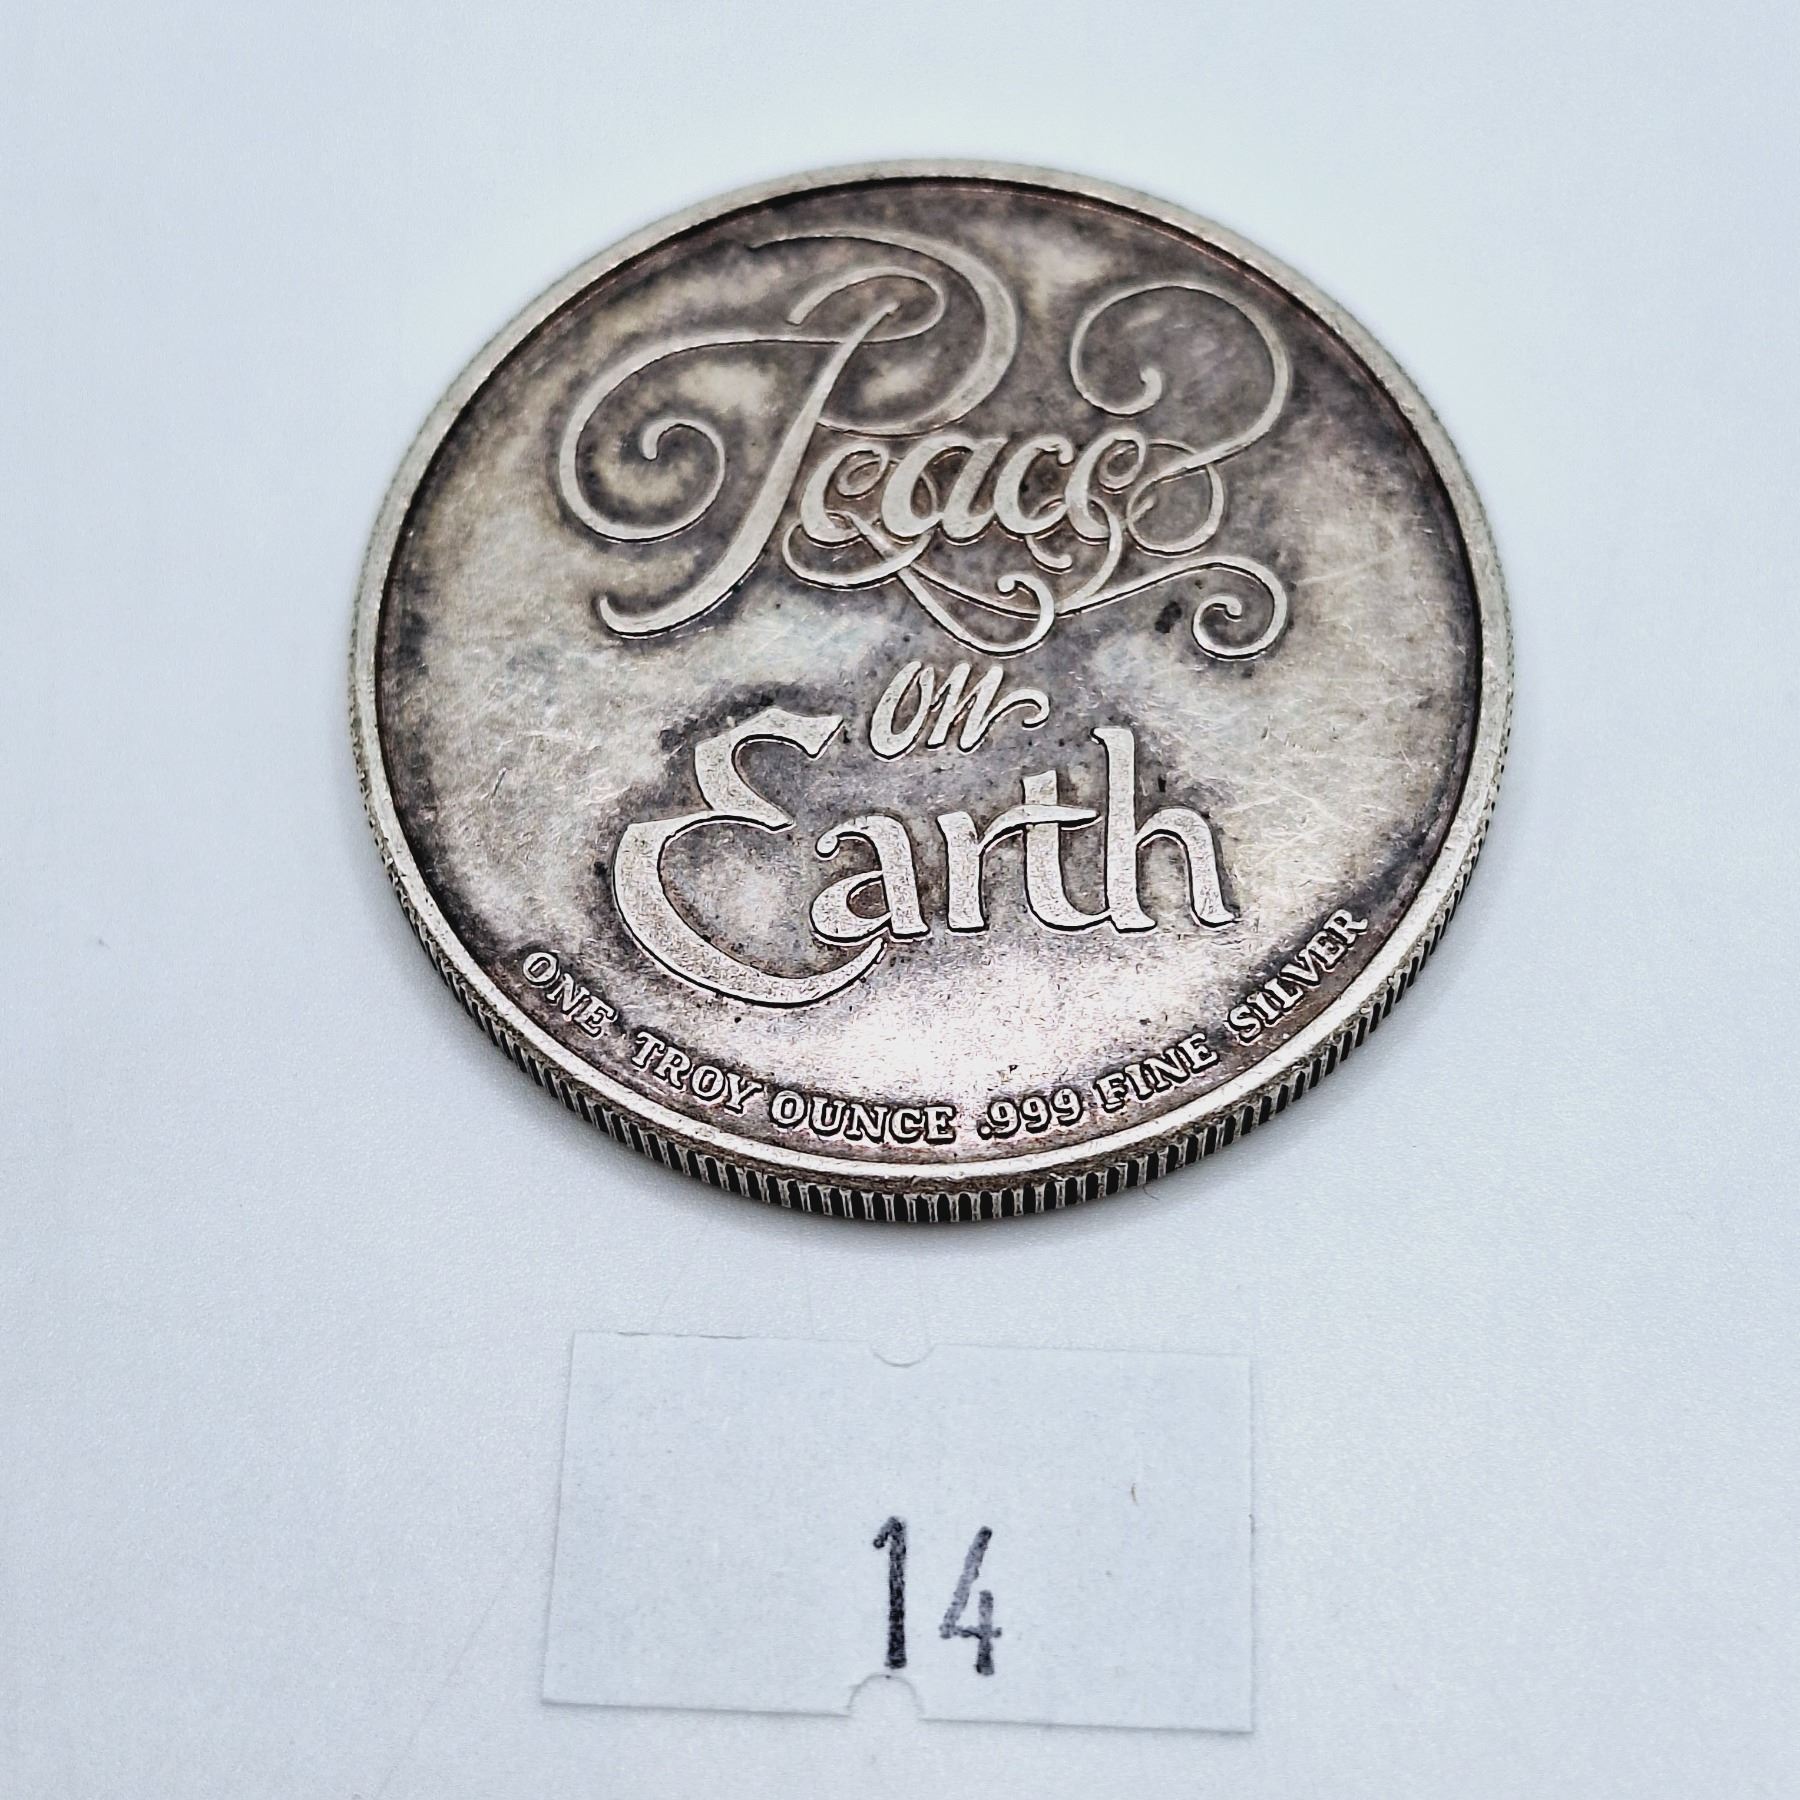 Peace
on
Earth
ONE TROY OUNCE .999 FINE SILVER
14